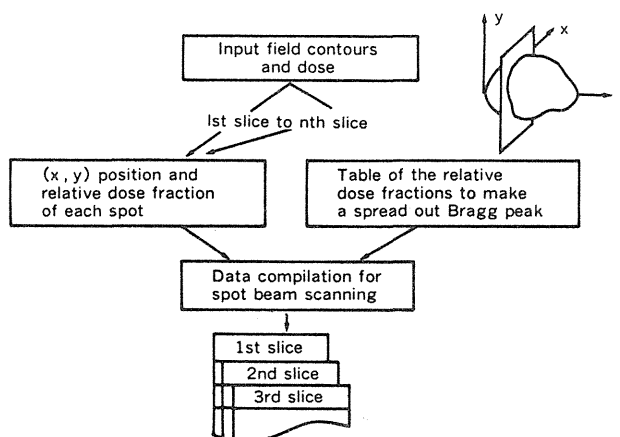 Input field contours
and dose
y
x
Ist slice to nth slice
(x, y) position and
relative dose fraction
of each spot
Table of the relative
dose fractions to make
a spread out Bragg peak
Data compilation for
spot beam scanning
1st slice
2nd slice
3rd slice